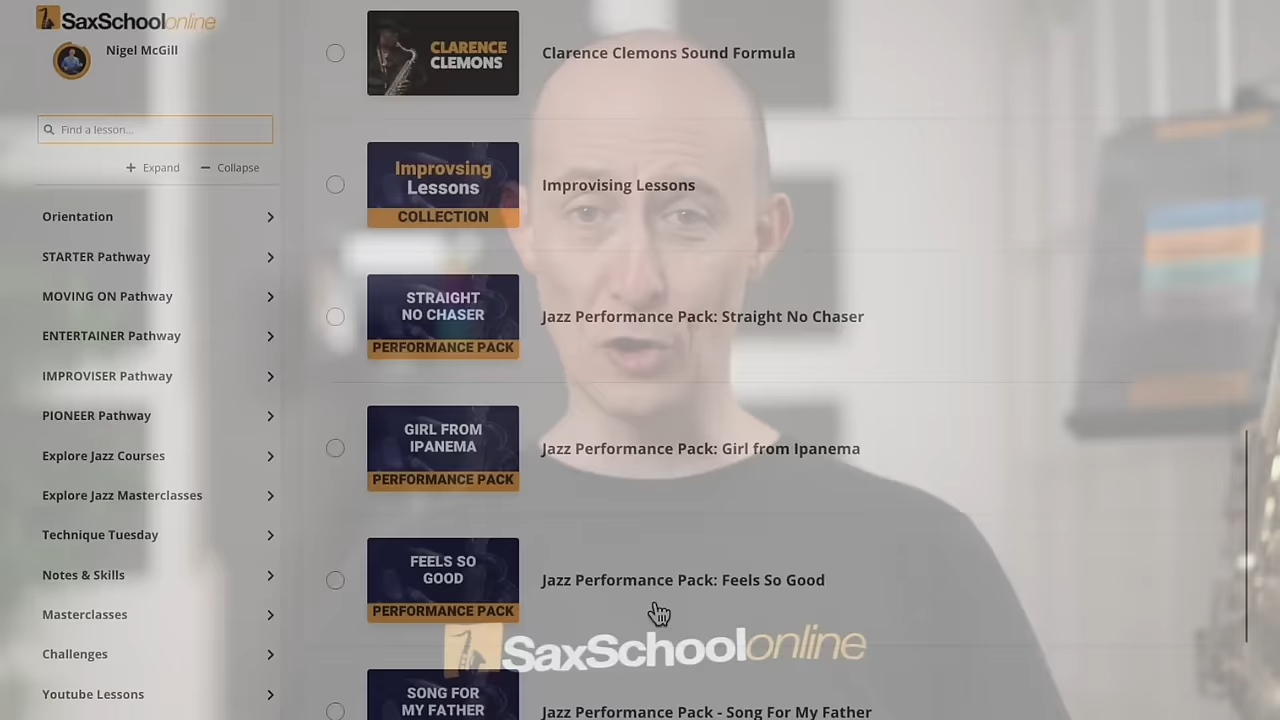 SaxSchoolonline
Nigel McGill
Find a lesson...
Expand
Collapse
Orientation
STARTER Pathway
MOVING ON Pathway
ENTERTAINER Pathway
IMPROVISER Pathway
PIONEER Pathway
Explore Jazz Courses
Explore Jazz Masterclasses
Technique Tuesday
Notes & Skills
Masterclasses
Challenges
Youtube Lessons
CLARENCE
CLEMONS
Clarence Clemons Sound Formula
Improvsing
Lessons
COLLECTION
Improvising Lessons
STRAIGHT
NO CHASER
PERFORMANCE PACK
Jazz Performance Pack: Straight No Chaser
GIRL FROM
IPANEMA
PERFORMANCE PACK
Jazz Performance Pack: Girl from Ipanema
FEELS SO
GOOD
PERFORMANCE PACK
Jazz Performance Pack: Feels So Good
SONG FOR
MY FATHER
Jazz Performance Pack - Song For My Father
SaxSchoolonline